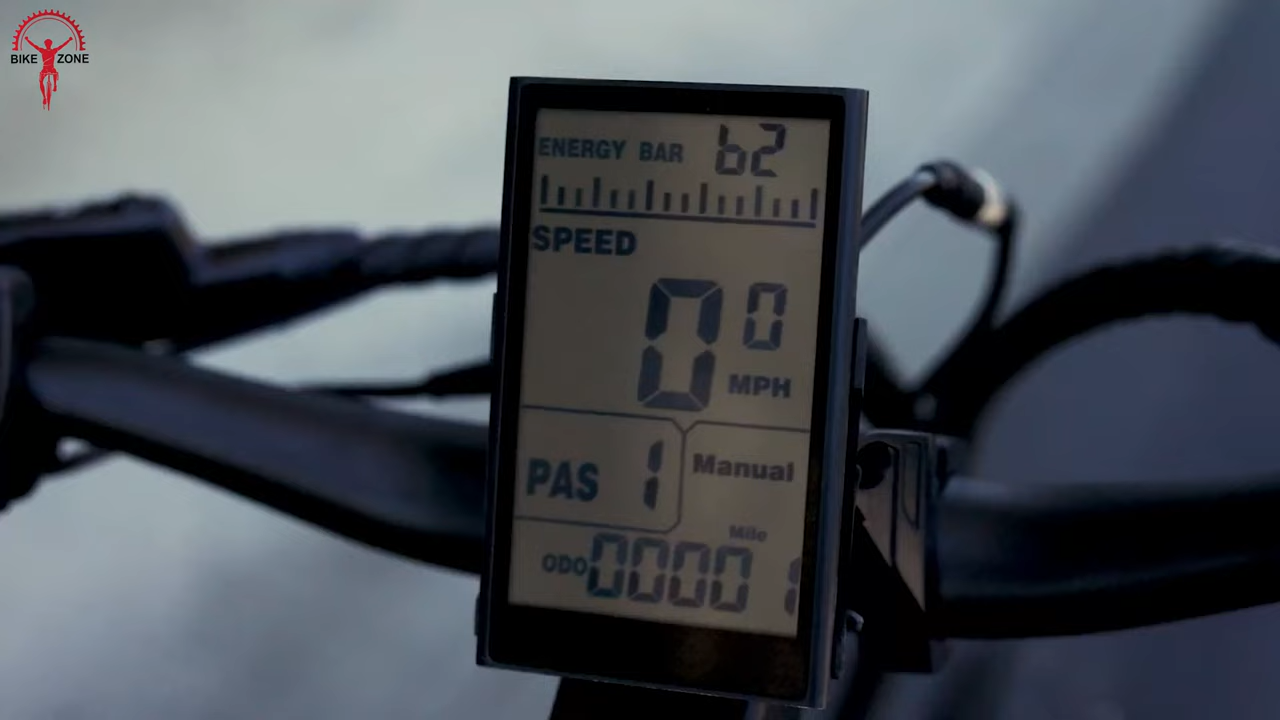 BIKE ZONE
ENERGY BAR 62
SPEED
0 0
MPH
PAS 1
Manual
Mile
ODO 00001